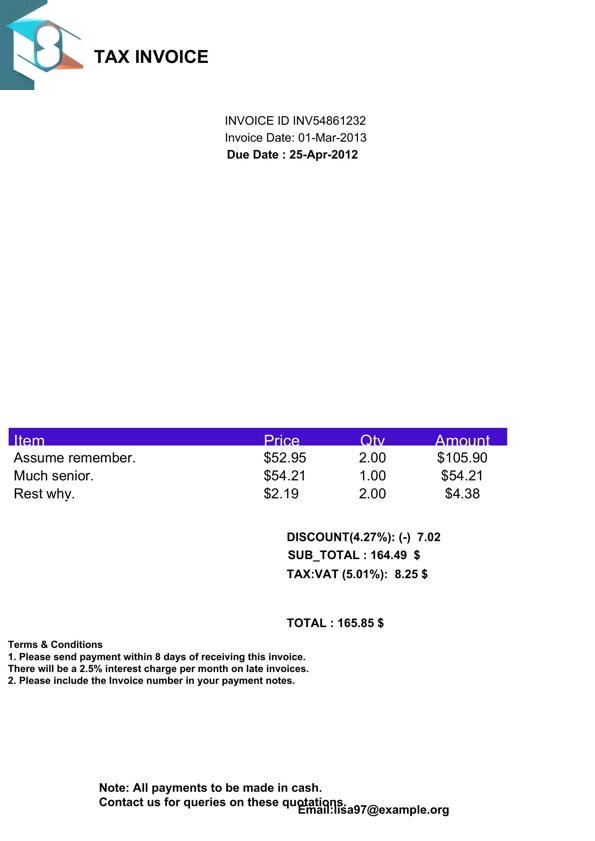 TAX INVOICE
INVOICE ID INV54861232
Invoice Date: 01-Mar-2013
Due Date : 25-Apr-2012
Item Price Qty Amount
Assume remember. $52.95 2.00 $105.90
Much senior. $54.21 1.00 $54.21
Rest why. $2.19 2.00 $4.38
DISCOUNT(4.27%): (-) 7.02
SUB_TOTAL : 164.49 $
TAX:VAT (5.01%): 8.25 $
TOTAL : 165.85 $
Terms & Conditions
1. Please send payment within 8 days of receiving this invoice.
There will be a 2.5% interest charge per month on late invoices.
2. Please include the Invoice number in your payment notes.
Note: All payments to be made in cash.
Contact us for queries on these quotations.
Email:lisa97@example.org